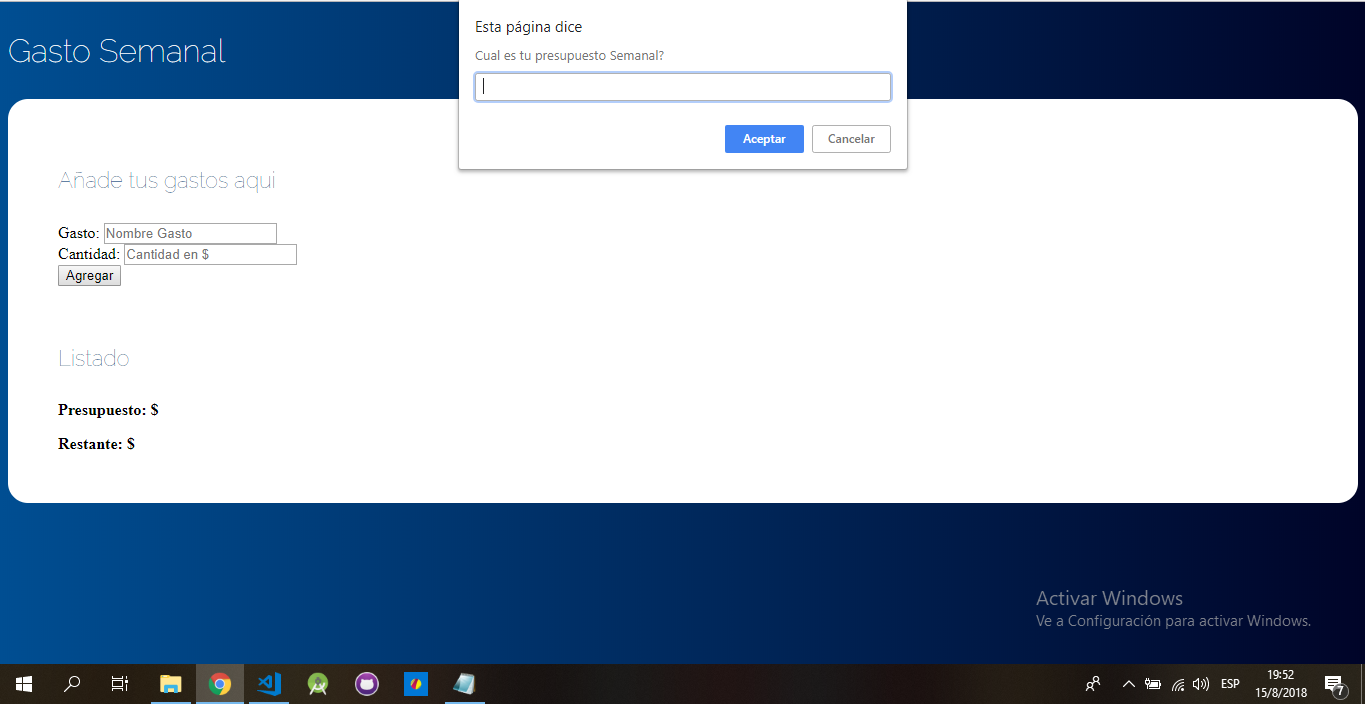 Gasto Semanal
Esta página dice
Cual es tu presupuesto Semanal?
Aceptar
Cancelar
Añade tus gastos aqui
Gasto: Nombre Gasto
Cantidad: Cantidad en $
Agregar
Listado
Presupuesto: $
Restante: $
Activar Windows
Ve a Configuración para activar Windows.
ESP
19:52
15/8/2018
7